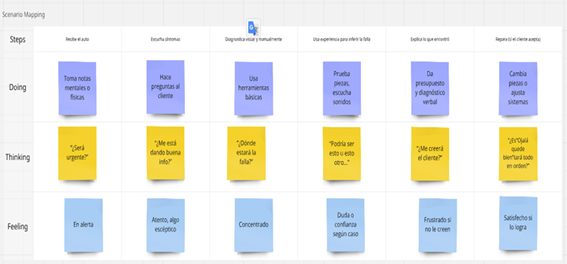 Scenario Mapping
Steps
Recibe el auto
Escucha síntomas
Diagnostica visual y manualmente
Usa experiencia para inferir la falla
Explica lo que encontró
Repara (si el cliente acepta)
Doing
Toma notas
mentales o
físicas
Hace
preguntas al
cliente
Usa
herramientas
básicas
Prueba
piezas,
escucha
sonidos
Da
presupuesto
y diagnóstico
verbal
Cambia
piezas o
ajusta
sistemas
Thinking
"¿Será
urgente?"
"¿Me está
dando buena
info?"
"¿Dónde
estará la
falla?"
"Podría ser
esto u esto
otro..."
"¿Me creerá
el cliente?"
quede
todo
en orden?"
Feeling
En alerta
Atento, algo
escéptico
Concentrado
Duda o
confianza
según caso
Frustrado si
no le creen
Satisfecho si
lo logra